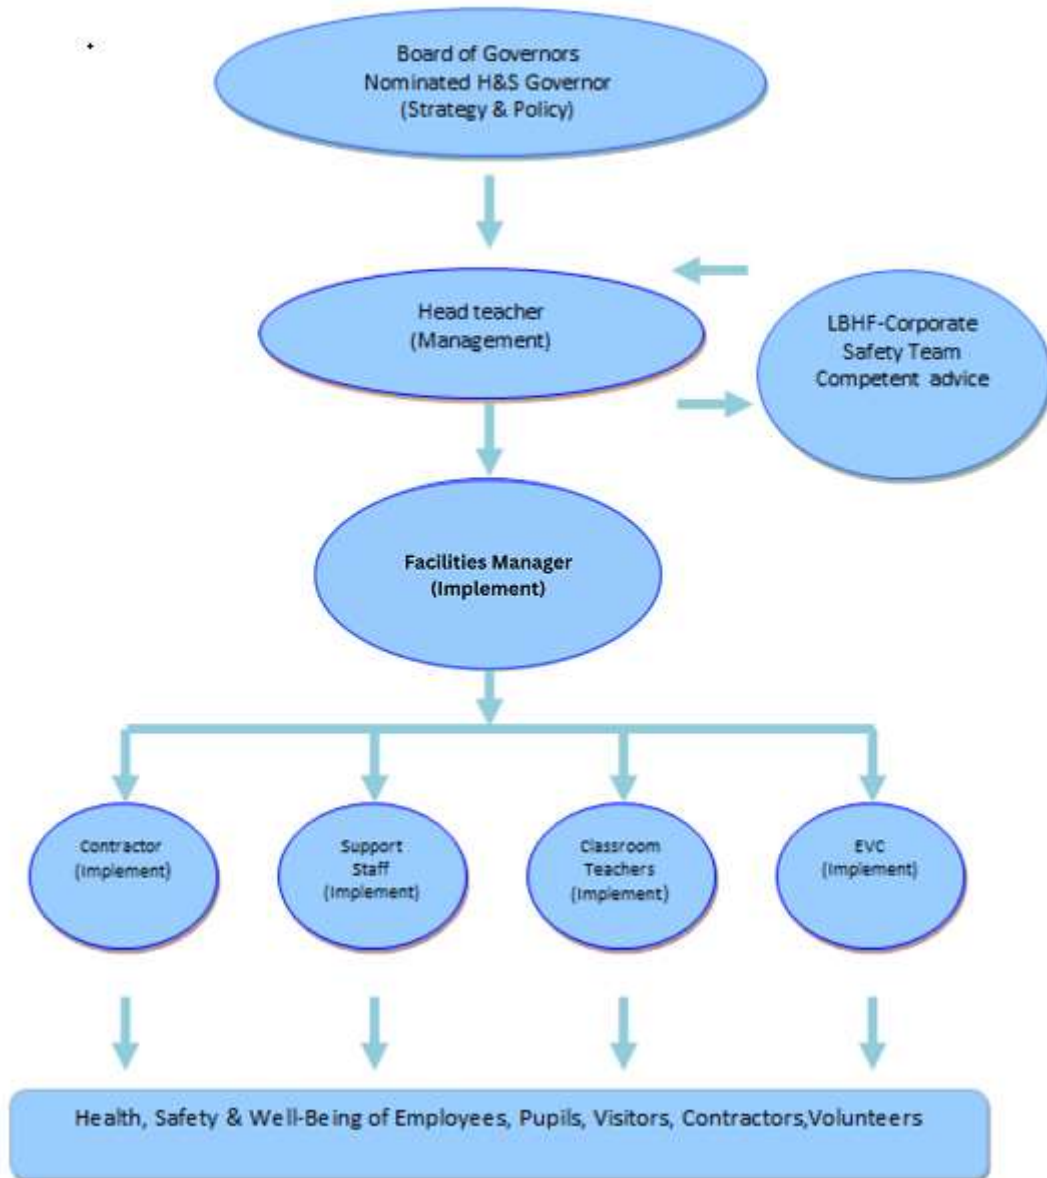 Board of Governors
Nominated H&S Governor
(Strategy & Policy)
Head teacher
(Management)
LBHF-Corporate
Safety Team
Competent advice
Facilities Manager
(Implement)
Contractor
(Implement)
Support
Staff
(Implement)
Classroom
Teachers
(Implement)
EVC
(Implement)
Health, Safety & Well-Being of Employees, Pupils, Visitors, Contractors,Volunteers